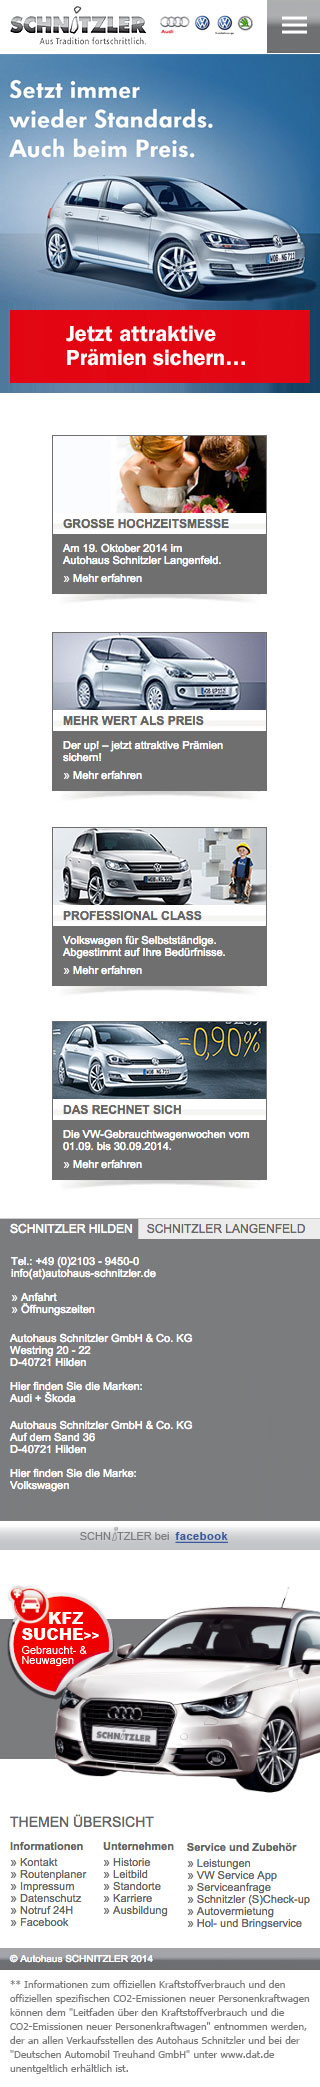 SCHNITZLER
Aus Tradition fortschrittlich.
Audi
Setzt immer
wieder Standards.
Auch beim Preis.
WOB NG 711
Jetzt attraktive
Prämien sichern...
GROSSE HOCHZEITSMESSE
Am 19. Oktober 2014 im
Autohaus Schnitzler Langenfeld.
» Mehr erfahren
MEHR WERT ALS PREIS
Der up! – jetzt attraktive Prämien
sichern!
» Mehr erfahren
PROFESSIONAL CLASS
Volkswagen für Selbstständige.
Abgestimmt auf Ihre Bedürfnisse.
» Mehr erfahren
=0,90%
WOB NG 711
DAS RECHNET SICH
Die VW-Gebrauchtwagenwochen vom
01.09. bis 30.09.2014.
» Mehr erfahren
SCHNITZLER HILDEN SCHNITZLER LANGENFELD
Tel.: +49 (0)2103 - 9450-0
info(at)autohaus-schnitzler.de
» Anfahrt
» Öffnungszeiten
Autohaus Schnitzler GmbH & Co. KG
Westring 20 - 22
D-40721 Hilden
Hier finden Sie die Marken:
Audi + Škoda
Autohaus Schnitzler GmbH & Co. KG
Auf dem Sand 36
D-40721 Hilden
Hier finden Sie die Marke:
Volkswagen
SCHNITZLER bei facebook
KFZ
SUCHE>>
Gebraucht- &
Neuwagen
SCHNITZLER
THEMEN ÜBERSICHT
Informationen
» Kontakt
» Routenplaner
» Impressum
» Datenschutz
» Notruf 24H
» Facebook
Unternehmen
» Historie
» Leitbild
» Standorte
» Karriere
» Ausbildung
Service und Zubehör
» Leistungen
» VW Service App
» Serviceanfrage
» Schnitzler (S)Check-up
» Autovermietung
» Hol- und Bringservice
© Autohaus SCHNITZLER 2014
** Informationen zum offiziellen Kraftstoffverbrauch und den
offiziellen spezifischen CO2-Emissionen neuer Personenkraftwagen
können dem "Leitfaden über den Kraftstoffverbrauch und die
CO2-Emissionen neuer Personenkraftwagen" entnommen werden,
der an allen Verkaufsstellen des Autohaus Schnitzler und bei der
"Deutschen Automobil Treuhand GmbH" unter www.dat.de
unentgeltlich erhältlich ist.